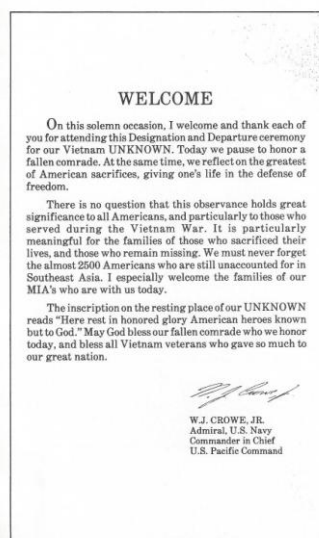 WELCOME
On this solemn occasion, I welcome and thank each of
you for attending this Designation and Departure ceremony
for our Vietnam UNKNOWN. Today we pause to honor a
fallen comrade. At the same time, we reflect on the greatest
of American sacrifices, giving one's life in the defense of
freedom.
There is no question that this observance holds great
significance to all Americans, and particularly to those who
served during the Vietnam War. It is particularly
meaningful for the families of those who sacrificed their
lives, and those who remain missing. We must never forget
the almost 2500 Americans who are still unaccounted for in
Southeast Asia. I especially welcome the families of our
MIA's who are with us today.
The inscription on the resting place of our UNKNOWN
reads "Here rest in honored glory American heroes known
but to God." May God bless our fallen comrade who we honor
today, and bless all Vietnam veterans who gave so much to
our great nation.
W.J. Crowe Jr
W.J. CROWE, JR.
Admiral, U.S. Navy
Commander in Chief
U.S. Pacific Command